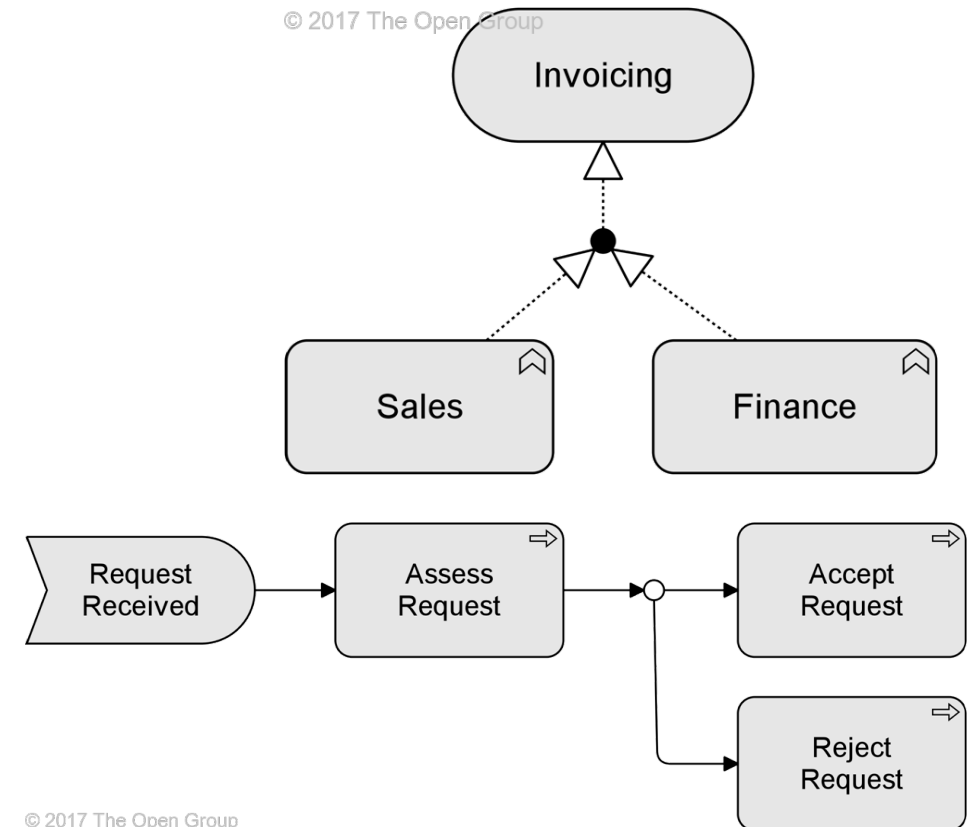 © 2017 The Open Group
Invoicing
Sales
Finance
Request
Received
Assess
Request
Accept
Request
Reject
Request
© 2017 The Open Group